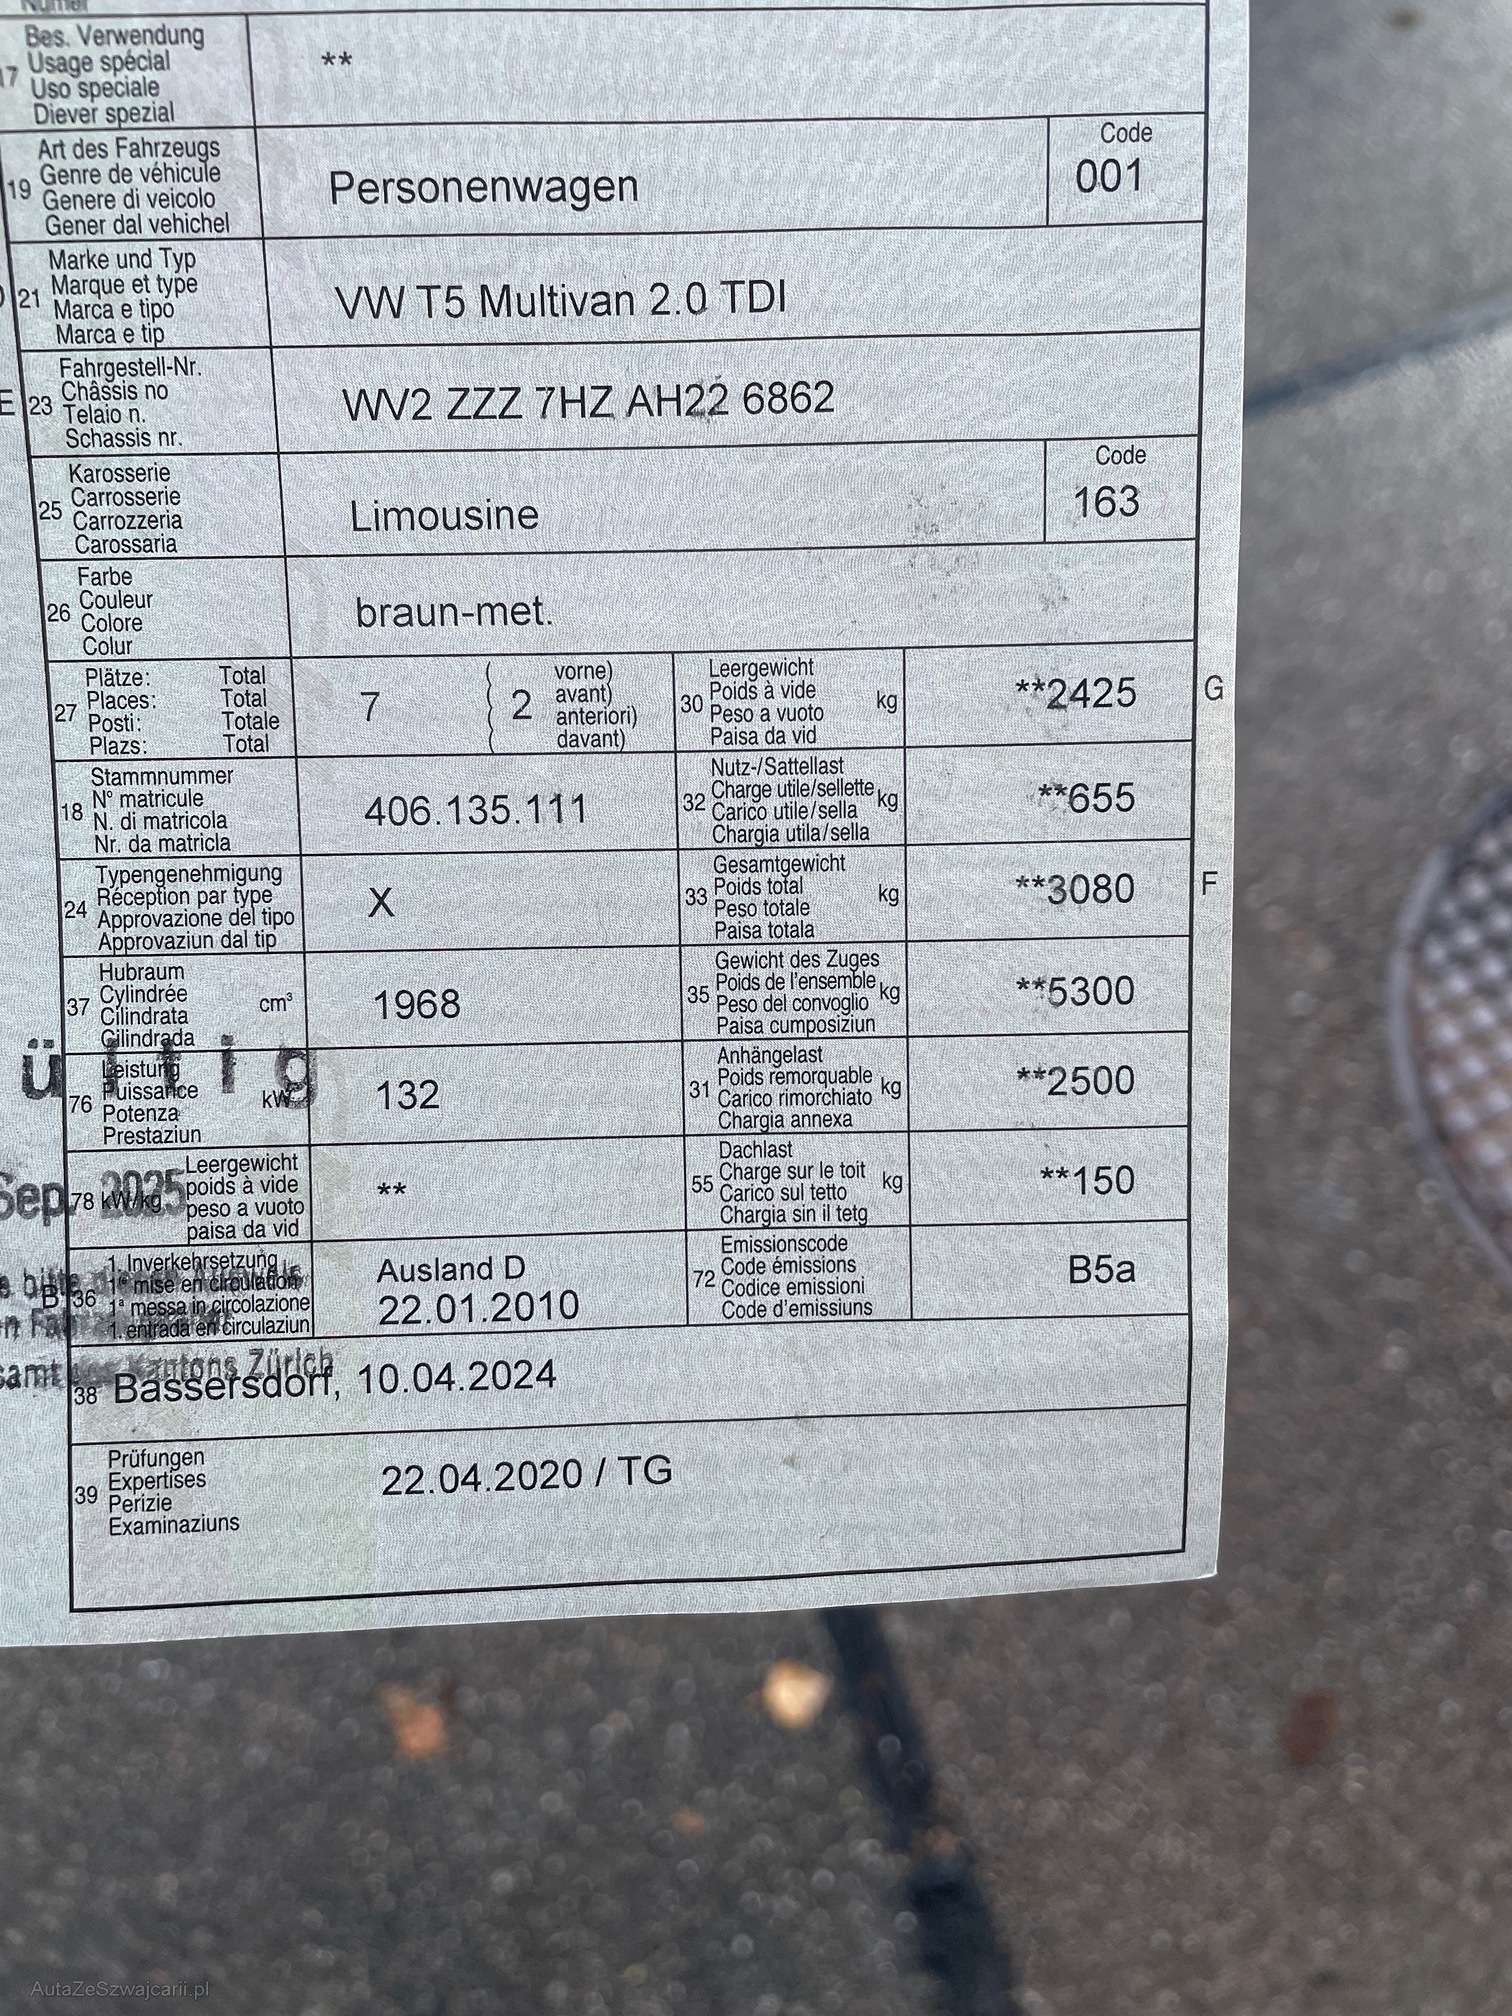 Bes. Verwendung
17 Usage spécial **
Uso speciale
Diever spezial
Art des Fahrzeugs Code
19 Genre de véhicule Personenwagen 001
Genere di veicolo
Gener dal vehichel
Marke und Typ
21 Marque et type VW T5 Multivan 2.0 TDI
Marca e tipo
Marca e tip
Fahrgestell-Nr.
E 23 Châssis no WV2 ZZZ 7HZ AH22 6862
Telaio n.
Schassis nr.
Karosserie Code
25 Carrosserie Limousine 163
Carrozzeria
Carossaria
Farbe
26 Couleur braun-met.
Colore
Colur
27 Plätze: Total 7 2 vorne)
Places: Total avant)
Posti: Totale anteriori)
Plazs: Total davant)
30 Leergewicht kg **2425 G
Poids à vide
Peso a vuoto
Paisa da vid
18 Stammnummer 406.135.111
N° matricule
N. di matricola
Nr. da matricla
32 Nutz-/Sattellast kg **655
Charge utile/sellette
Carico utile/sella
Chargia utila/sella
24 Typengenehmigung X
Réception par type
Approvazione del tipo
Approvaziun dal tip
33 Gesamtgewicht kg **3080 F
Poids total
Peso totale
Paisa totala
37 Hubraum cm³ 1968
Cylindrée
Cilindrata
Cilindrada
35 Gewicht des Zuges kg **5300
Poids de l'ensemble
Peso del convoglio
Paisa cumposiziun
ültig
76 Leistung kW 132
Puissance
Potenza
Prestaziun
31 Anhängelast kg **2500
Poids remorquable
Carico rimorchiato
Chargia annexa
Sep. 2025
78 kW/kg Leergewicht **
poids à vide
peso a vuoto
paisa da vid
55 Dachlast kg **150
Charge sur le toit
Carico sul tetto
Chargia sin il tetg
B 36 1. Inverkehrsetzung Ausland D
1re mise en circulation 22.01.2010
1a messa in circolazione
1. entrada en circulaziun
72 Emissionscode B5a
Code émissions
Codice emissioni
Code d'emissiuns
Kantons Zürich
38 Bassersdorf, 10.04.2024
39 Prüfungen 22.04.2020 / TG
Expertises
Perizie
Examinaziuns
AutaZeSzwajcarii.pl